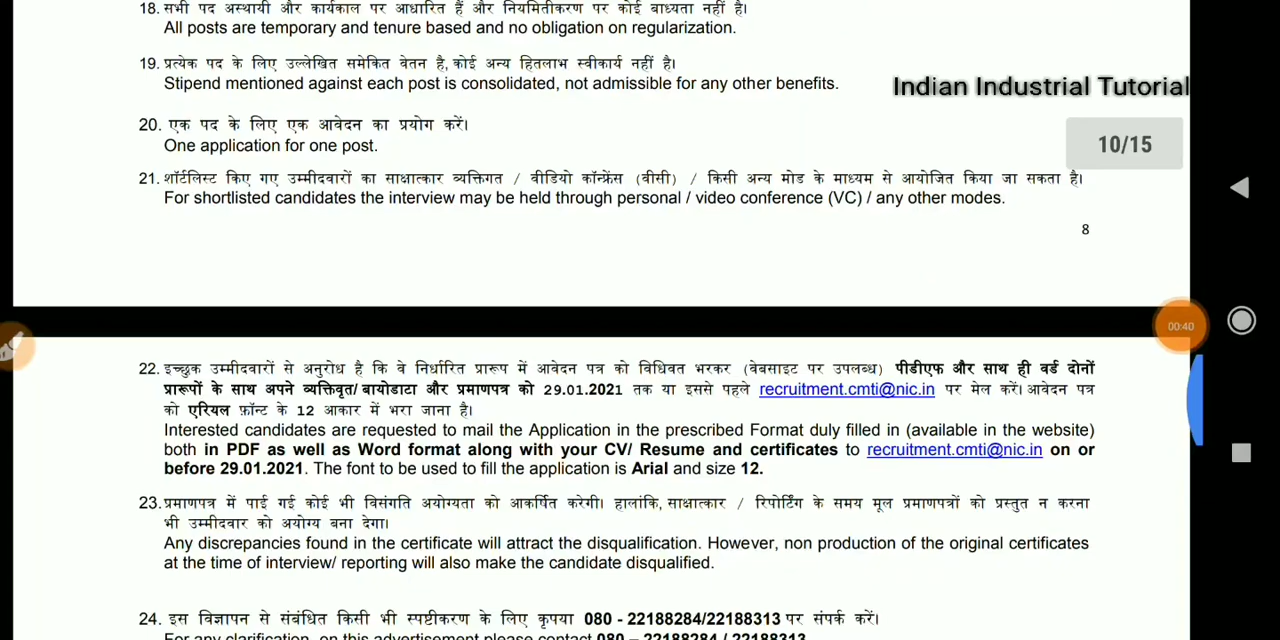 18. सभी पद अस्थायी और कार्यकाल पर आधारित हैं और नियमितीकरण पर कोई बाध्यता नहीं है।
All posts are temporary and tenure based and no obligation on regularization.
19. प्रत्येक पद के लिए उल्लेखित समेकित वेतन है, कोई अन्य हितलाभ स्वीकार्य नहीं है।
Stipend mentioned against each post is consolidated, not admissible for any other benefits.
Indian Industrial Tutorial
20. एक पद के लिए एक आवेदन का प्रयोग करें।
One application for one post.
10/15
21. शॉर्टलिस्ट किए गए उम्मीदवारों का साक्षात्कार व्यक्तिगत / वीडियो कॉन्फ्रेंस (वीसी) / किसी अन्य मोड के माध्यम से आयोजित किया जा सकता है।
For shortlisted candidates the interview may be held through personal / video conference (VC) / any other modes.
8
00:40
22. इच्छुक उम्मीदवारों से अनुरोध है कि वे निर्धारित प्रारूप में आवेदन पत्र को विधिवत भरकर (वेबसाइट पर उपलब्ध) पीडीएफ और साथ ही वर्ड दोनों
प्रारूपों के साथ अपने व्यक्तिवृत/ बायोडाटा और प्रमाणपत्र को 29.01.2021 तक या इससे पहले recruitment.cmti@nic.in पर मेल करें। आवेदन पत्र
को एरियल फ़ॉन्ट के 12 आकार में भरा जाना है।
Interested candidates are requested to mail the Application in the prescribed Format duly filled in (available in the website)
both in PDF as well as Word format along with your CV/ Resume and certificates to recruitment.cmti@nic.in on or
before 29.01.2021. The font to be used to fill the application is Arial and size 12.
23. प्रमाणपत्र में पाई गई कोई भी विसंगति अयोग्यता को आकर्षित करेगी। हालांकि, साक्षात्कार / रिपोर्टिंग के समय मूल प्रमाणपत्रों को प्रस्तुत न करना
भी उम्मीदवार को अयोग्य बना देगा।
Any discrepancies found in the certificate will attract the disqualification. However, non production of the original certificates
at the time of interview/ reporting will also make the candidate disqualified.
24. इस विज्ञापन से संबंधित किसी भी स्पष्टीकरण के लिए कृपया 080 - 22188284/22188313 पर संपर्क करें।
For any clarification, on this advertisement please contact 080 – 22188284 / 22188313